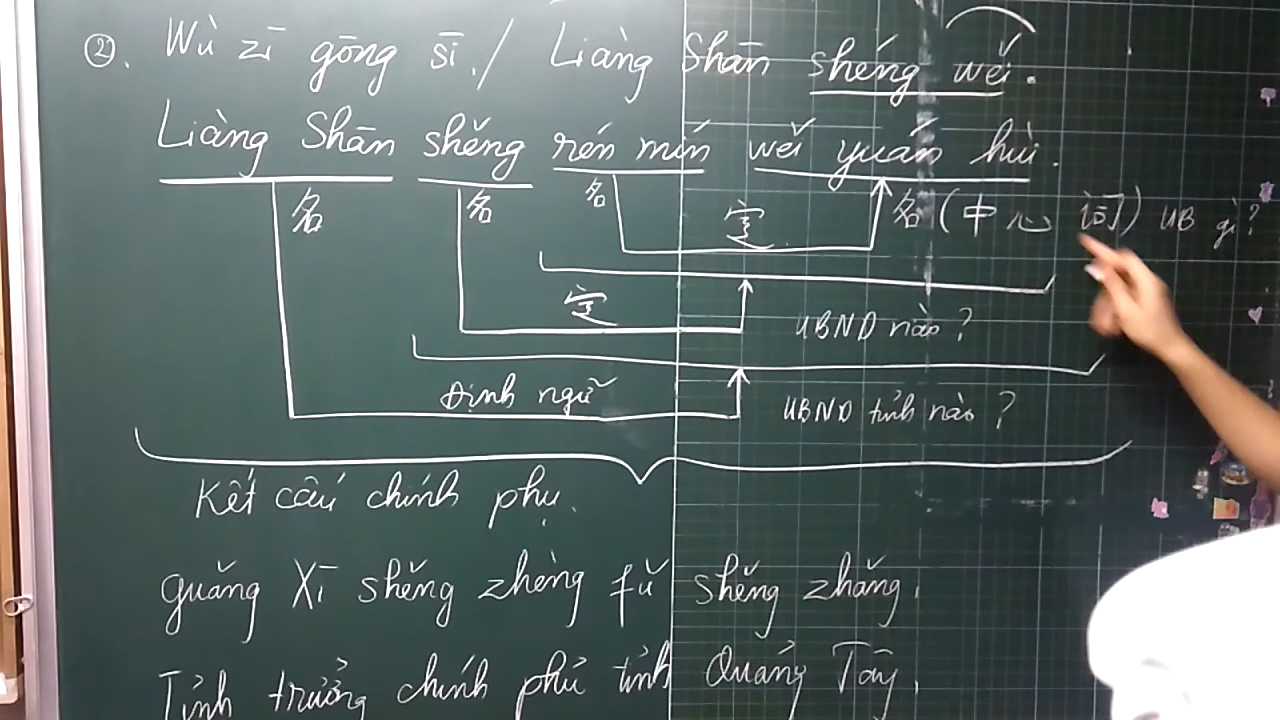 ②. Wù zī gōng sī. / Liàng Shān shéng wěi.
Liàng Shān shěng rén mín wěi yuán hùi.
名 名 名 定 名 (中心词) UB gì?
定 UBND nào?
Định ngữ UBND tỉnh nào?
Kết cấu chính phụ.
guǎng Xī shěng zhèng fǔ shěng zhǎng.
Tỉnh trưởng chính phủ tỉnh Quảng Tây.